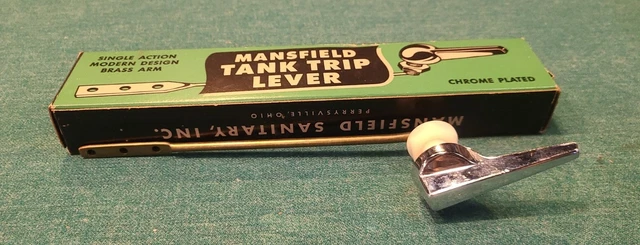 SINGLE ACTION
MODERN DESIGN
BRASS ARM
MANSFIELD
TANK TRIP
LEVER
CHROME PLATED
MANSFIELD SANITARY, INC.
PERRYSVILLE, OHIO